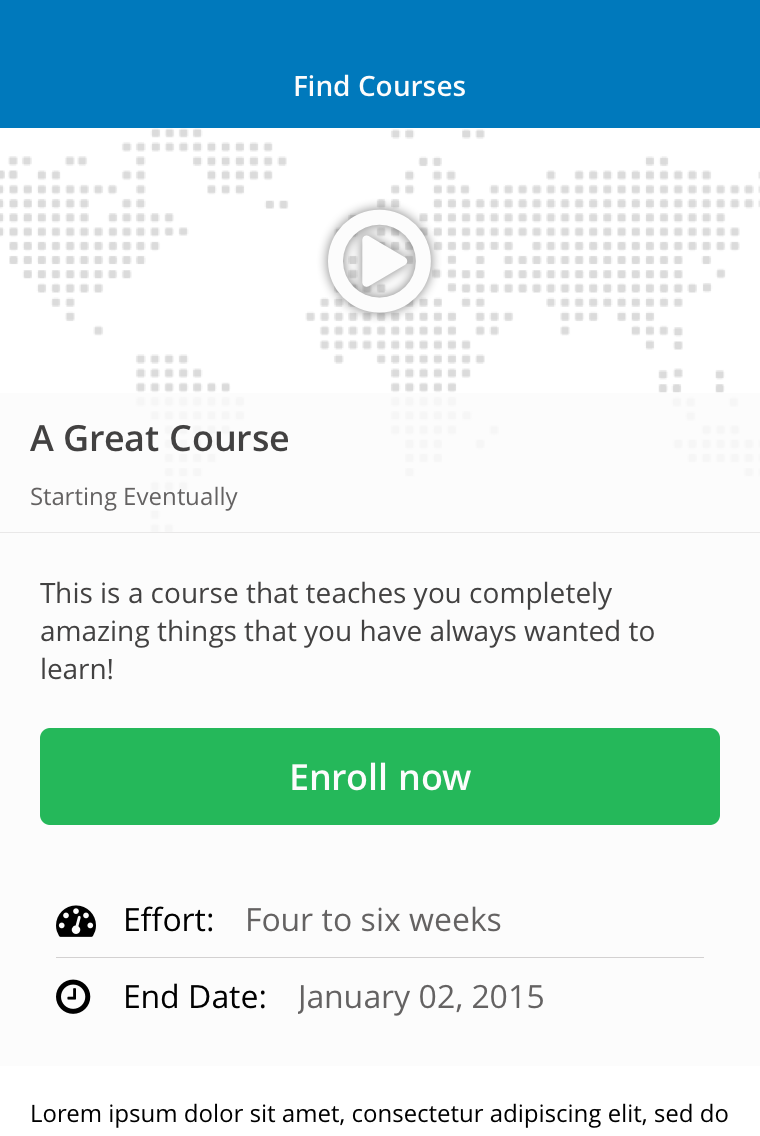 Find Courses
A Great Course
Starting Eventually
This is a course that teaches you completely
amazing things that you have always wanted to
learn!
Enroll now
Effort: Four to six weeks
End Date: January 02, 2015
Lorem ipsum dolor sit amet, consectetur adipiscing elit, sed do